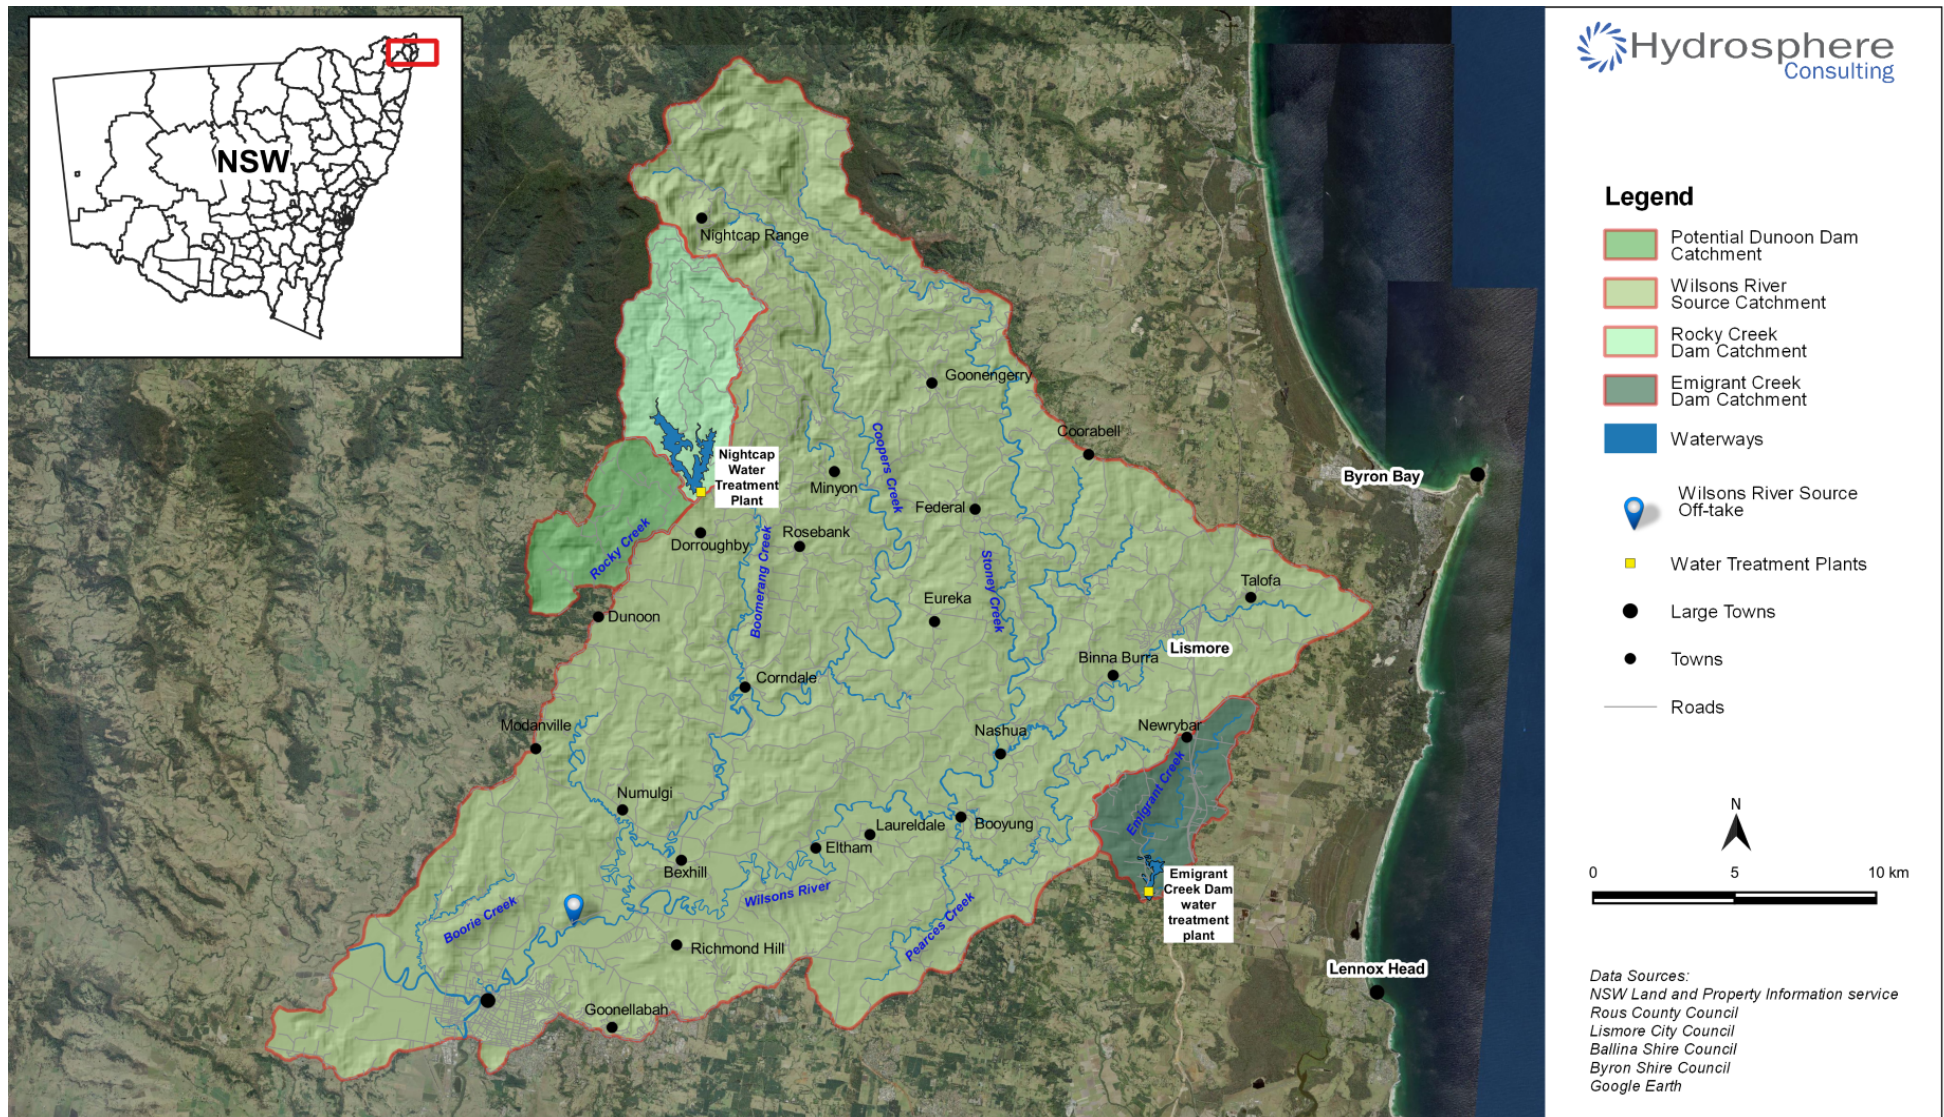 NSW
Hydrosphere
Consulting
Legend
Potential Dunoon Dam
Catchment
Wilsons River
Source Catchment
Rocky Creek
Dam Catchment
Emigrant Creek
Dam Catchment
Waterways
Wilsons River Source
Off-take
Water Treatment Plants
Large Towns
Towns
Roads
N
0
5
10 km
Data Sources:
NSW Land and Property Information service
Rous County Council
Lismore City Council
Ballina Shire Council
Byron Shire Council
Google Earth
Nightcap Range
Goonengerry
Coorabell
Coopers Creek
Nightcap
Water
Treatment
Plant
Minyon
Byron Bay
Federal
Rocky Creek
Dorroughby
Boomerang Creek
Rosebank
Stoney Creek
Talofa
Eureka
Dunoon
Lismore
Binna Burra
Corndale
Modanville
Nashua
Newrybar
Numulgi
Emigrant Creek
Laureldale
Booyung
Eltham
Bexhill
Wilsons River
Emigrant
Creek Dam
water
treatment
plant
Boorie Creek
Pearces Creek
Richmond Hill
Lennox Head
Goonellabah